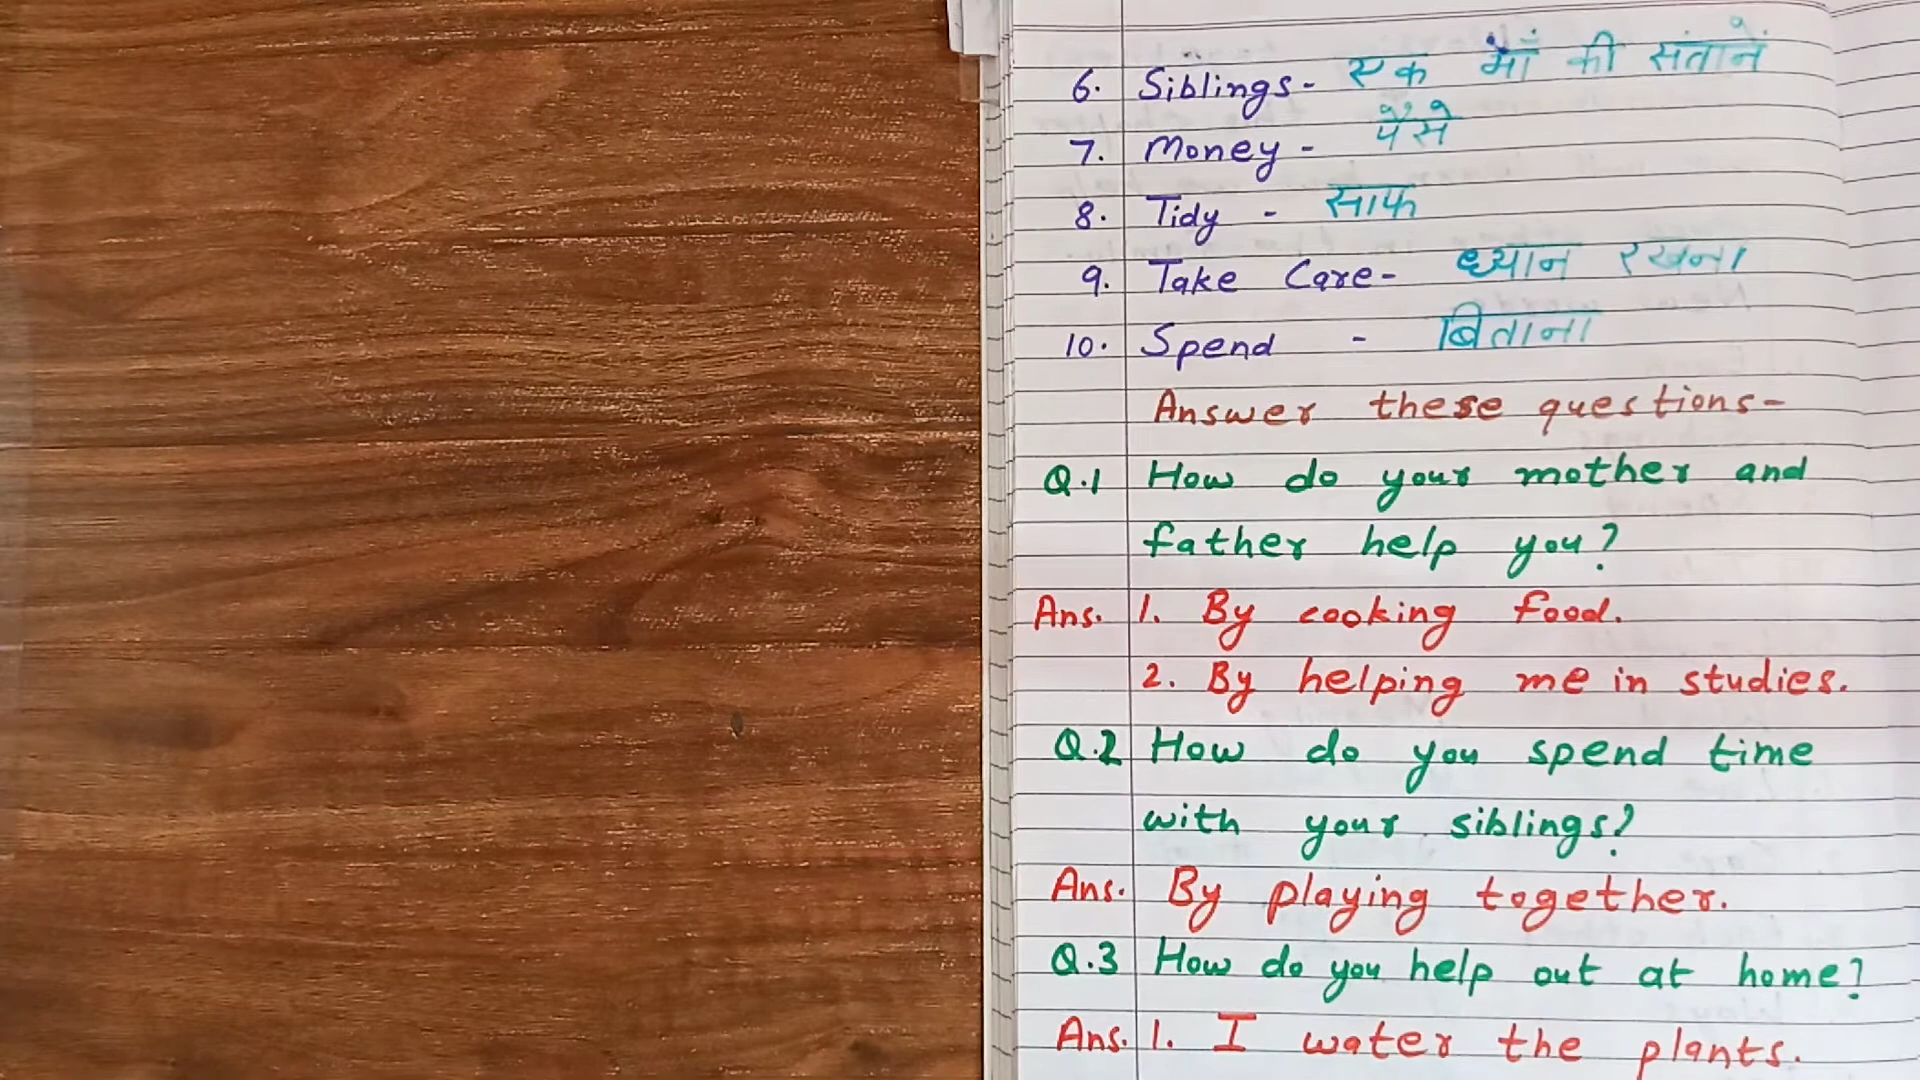 6. Siblings - एक माँ की संतानें
7. Money - पैसे
8. Tidy - साफ
9. Take Care - ध्यान रखना
10. Spend - बिताना
Answer these questions-
Q.1 How do your mother and
father help you?
Ans. 1. By cooking food.
2. By helping me in studies.
Q.2 How do you spend time
with your siblings?
Ans. By playing together.
Q.3 How do you help out at home?
Ans. 1. I water the plants.